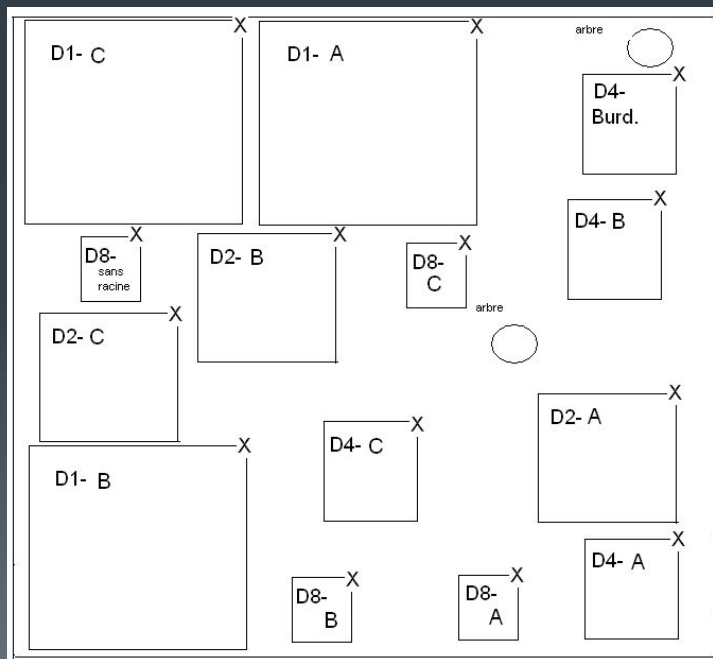 D1- C
X
D1- A
X
arbre
X
D4-
Burd.
X
D4- B
X
D8-
sans
racine
X
D2- B
X
D8-
C
arbre
X
D2- C
X
D2- A
X
D4- C
X
D1- B
X
D4- A
X
D8-
B
X
D8-
A